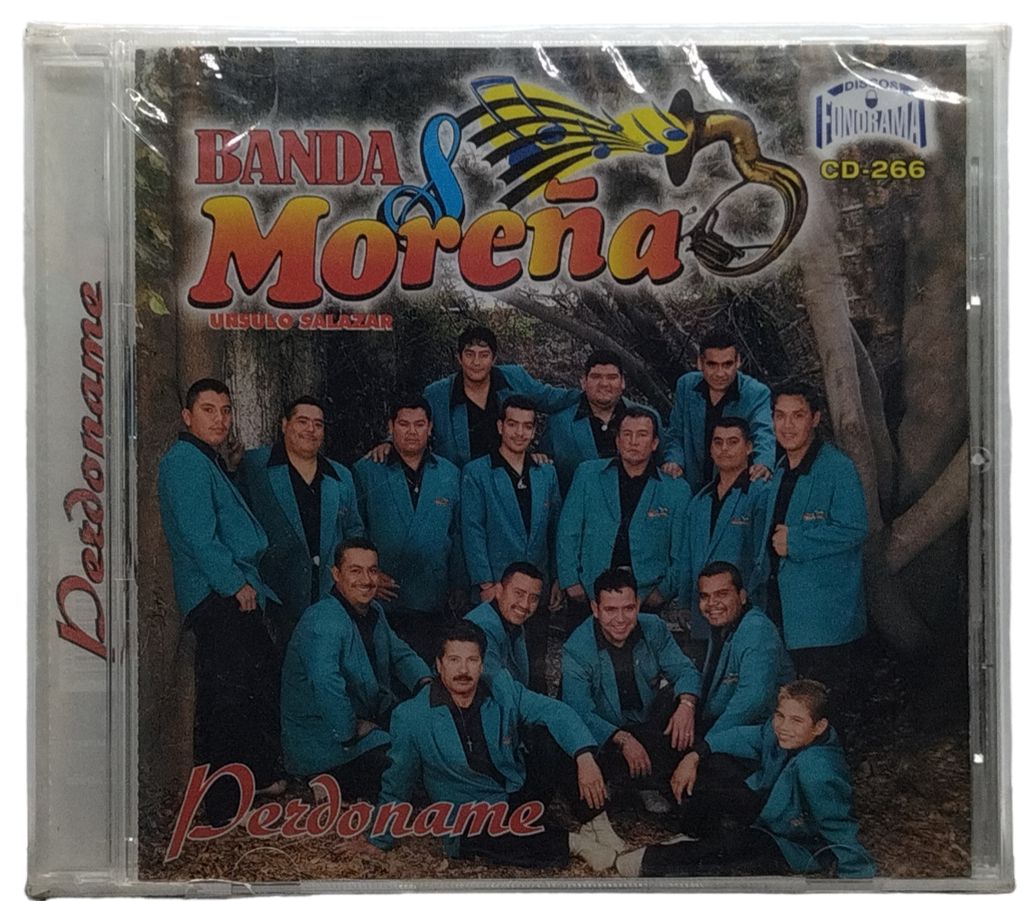 BANDA
Moreña
URSULO SALAZAR
DISCOS
FONORAMA
CD-266
Perdoname
Perdoname